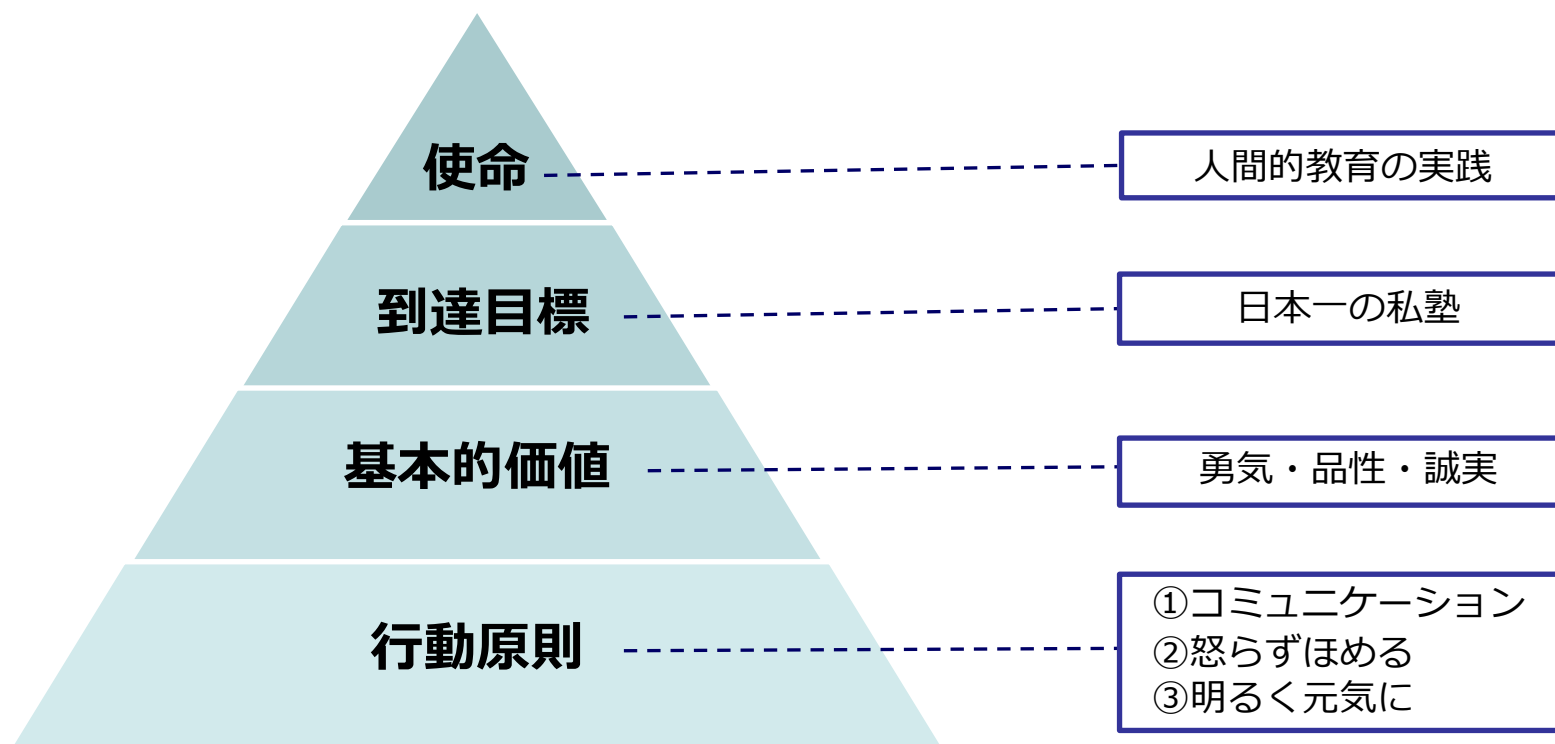 使命
人間的教育の実践
到達目標
日本一の私塾
基本的価値
勇気・品性・誠実
行動原則
①コミュニケーション
②怒らずほめる
③明るく元気に